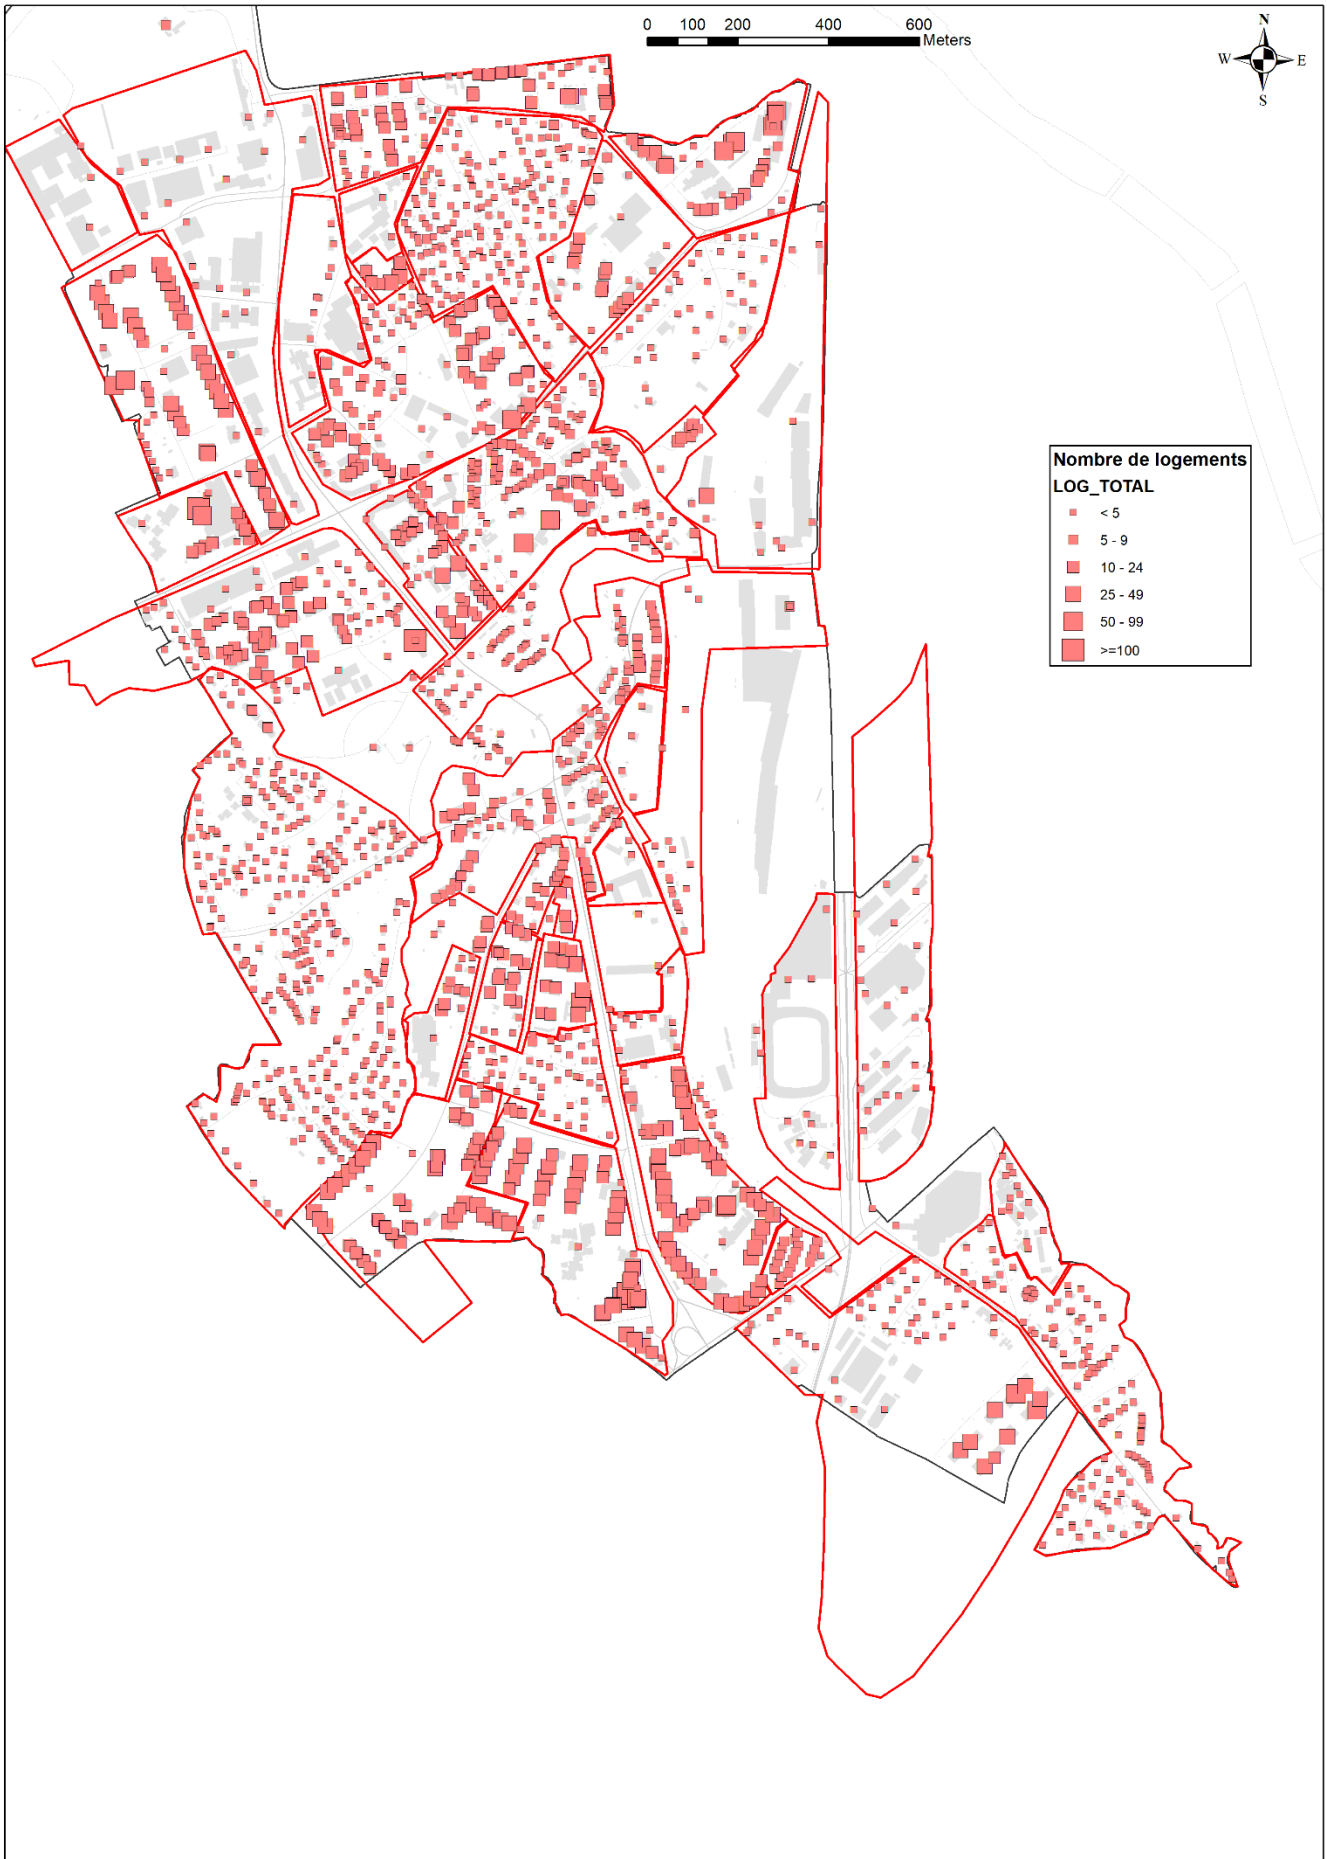 0 100 200 400 600
Meters
N
W E
S
Nombre de logements
LOG_TOTAL
< 5
5 - 9
10 - 24
25 - 49
50 - 99
>=100